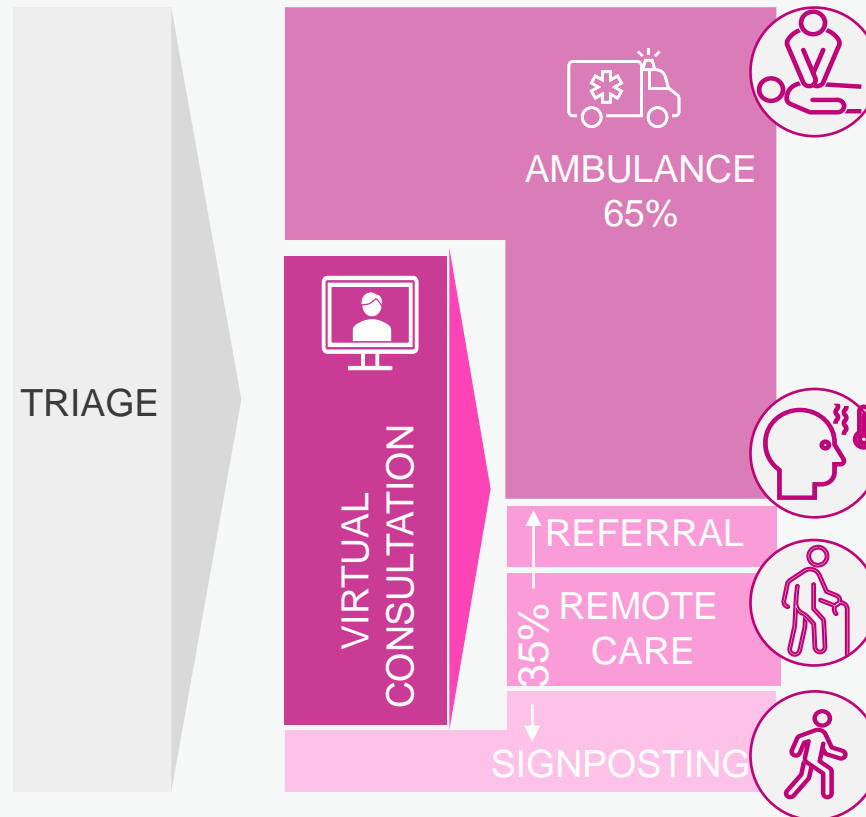 TRIAGE
AMBULANCE
65%
VIRTUAL
CONSULTATION
REFERRAL
35%
REMOTE
CARE
SIGNPOSTING